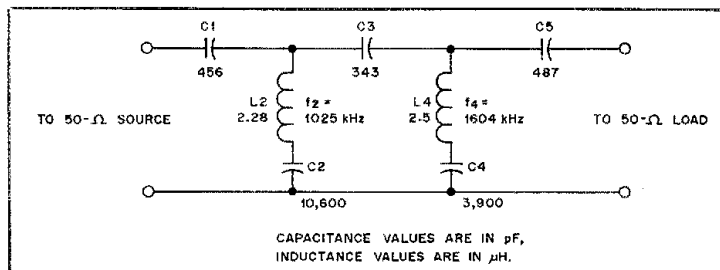 C1
C3
C5
456
343
487
L2
2.28
f2 =
1025 kHz
L4
2.5
f4 =
1604 kHz
TO 50-Ω SOURCE
TO 50-Ω LOAD
C2
C4
10,600
3,900
CAPACITANCE VALUES ARE IN pF,
INDUCTANCE VALUES ARE IN μH.